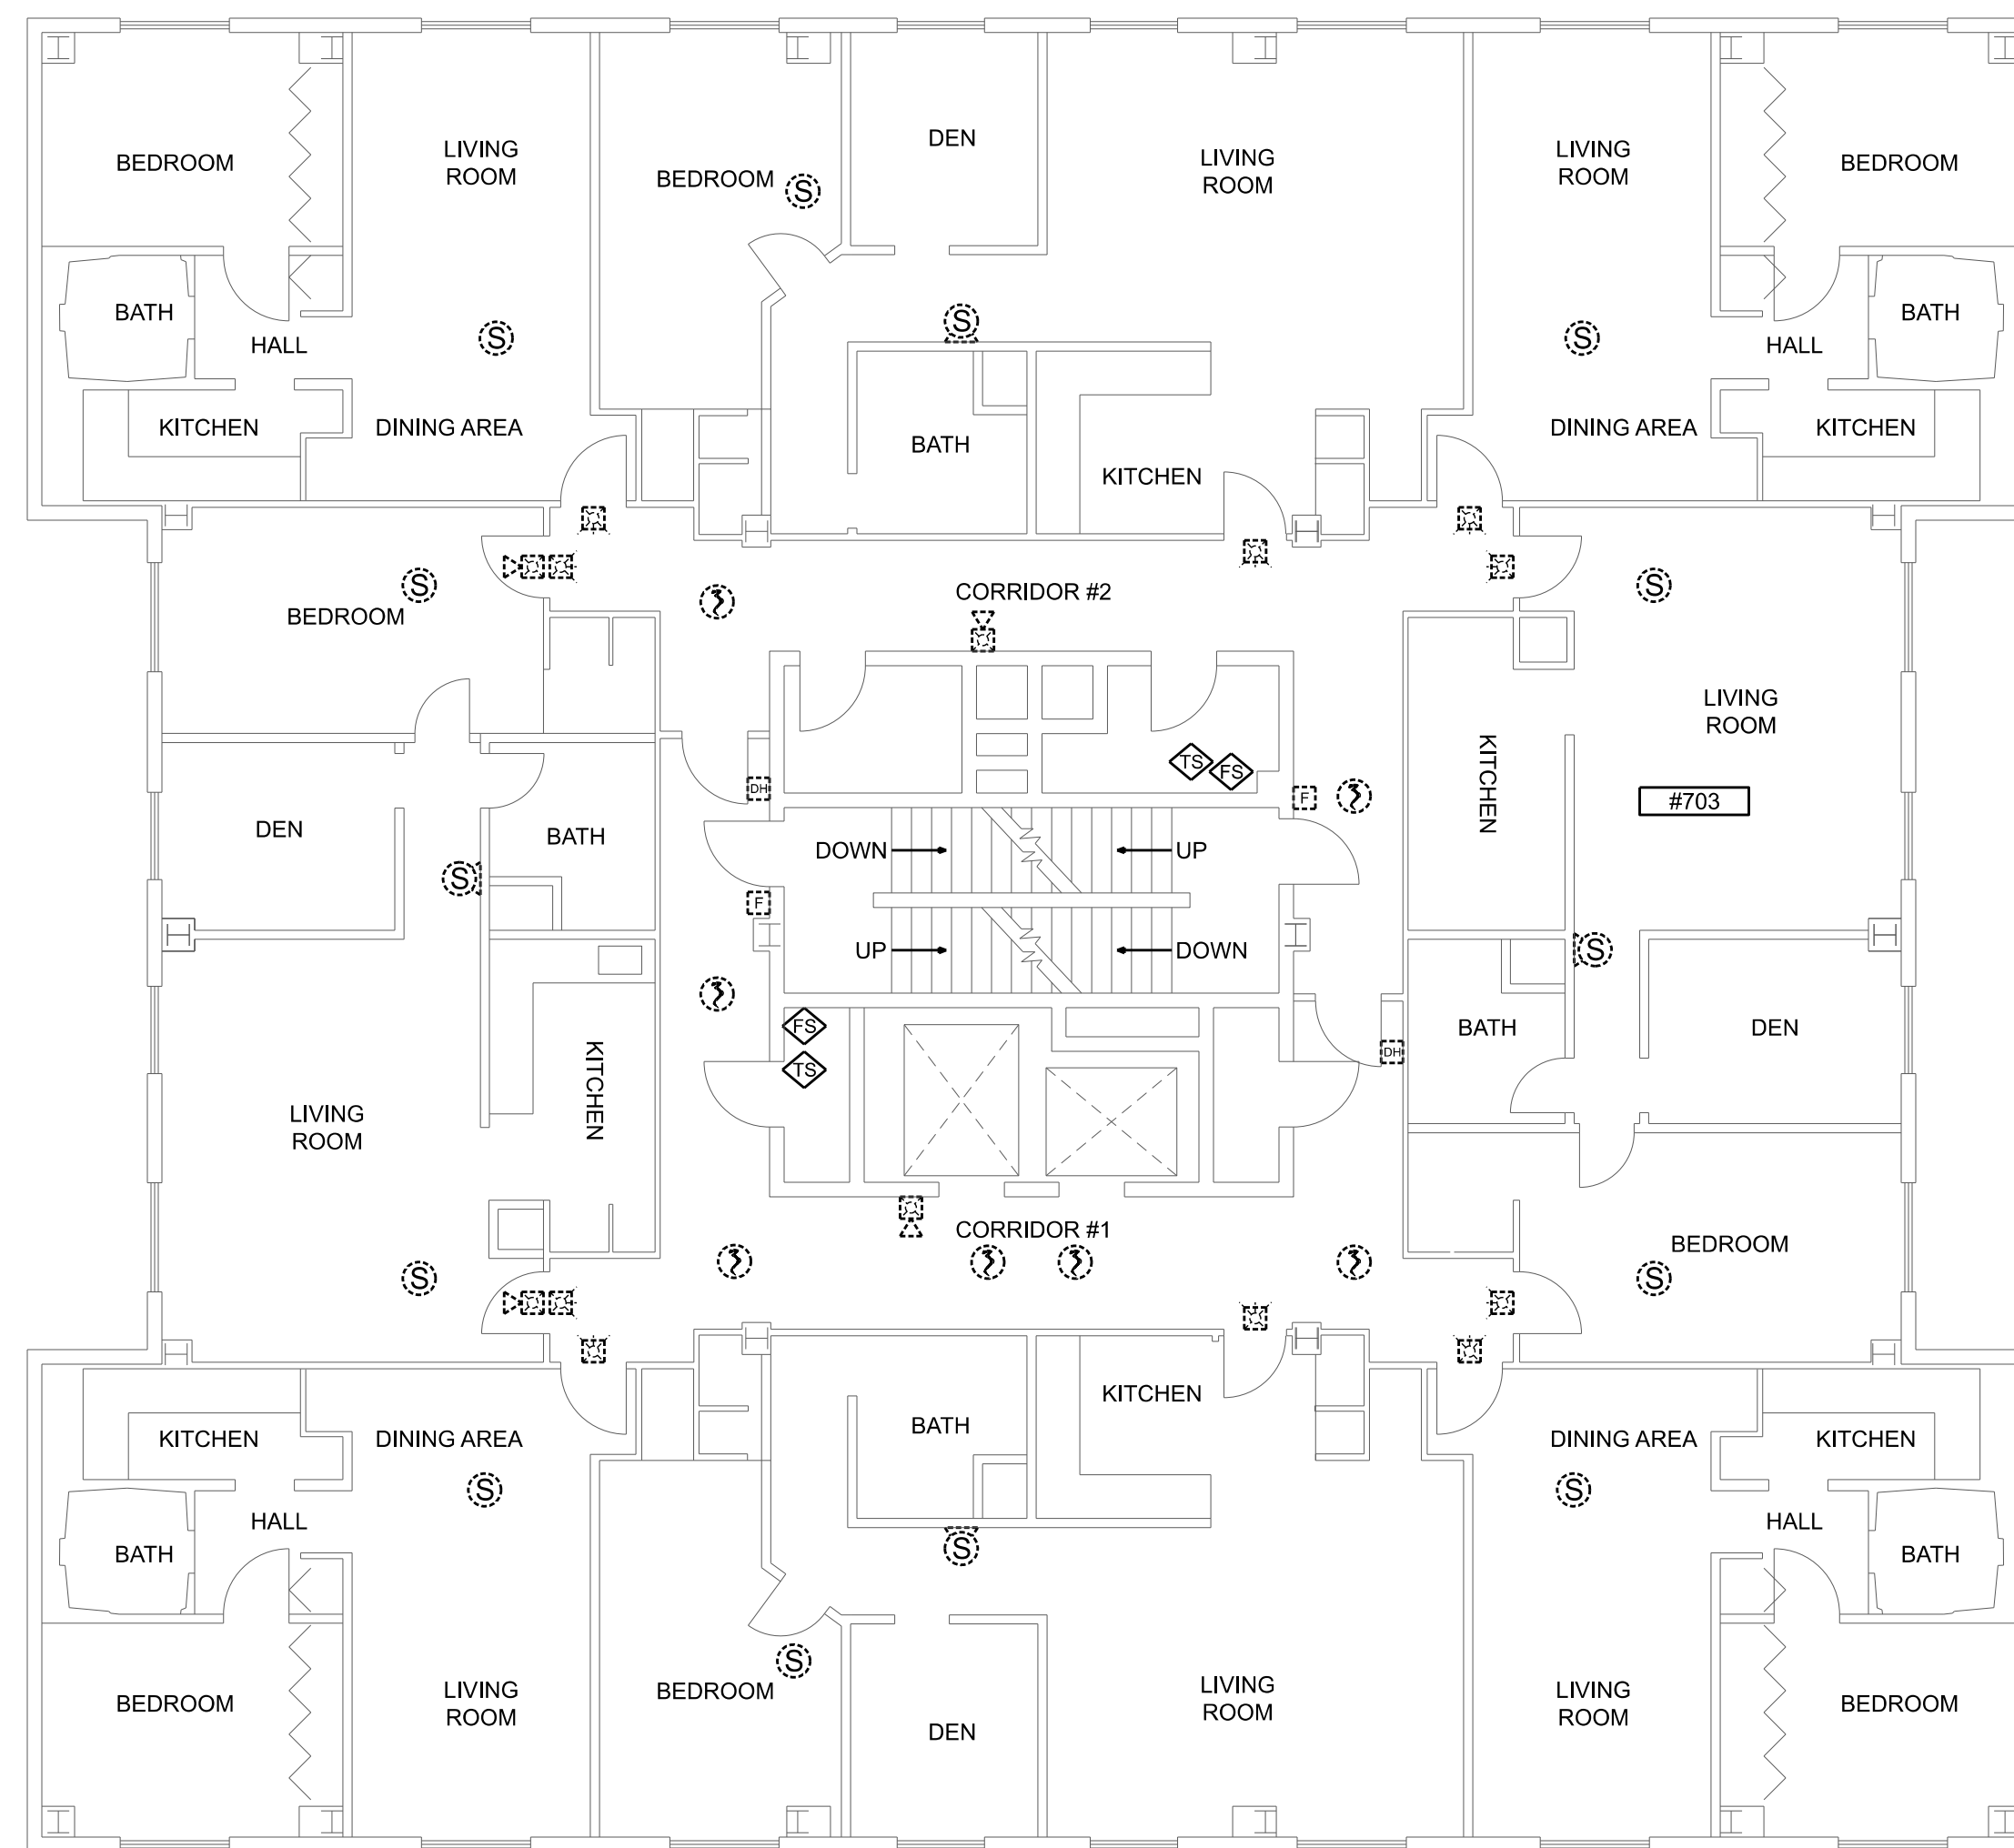 LIVING
ROOM
DEN
LIVING
ROOM
LIVING
ROOM
BEDROOM
BEDROOM
BEDROOM
S
BATH
S
S
BATH
HALL
HALL
KITCHEN
DINING AREA
BATH
KITCHEN
DINING AREA
KITCHEN
S
CORRIDOR #2
S
BEDROOM
LIVING
ROOM
KITCHEN
TS
FS
DH
F
#703
DEN
BATH
DOWN
UP
S
F
UP
DOWN
S
FS
BATH
DEN
DH
TS
KITCHEN
LIVING
ROOM
CORRIDOR #1
BEDROOM
S
S
KITCHEN
KITCHEN
DINING AREA
BATH
DINING AREA
KITCHEN
S
S
HALL
HALL
BATH
S
BATH
S
BEDROOM
LIVING
ROOM
BEDROOM
LIVING
ROOM
LIVING
ROOM
BEDROOM
DEN